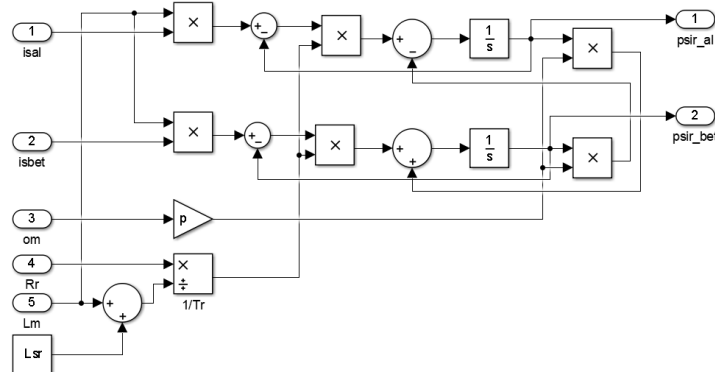 1
isal
×
+
−
×
+
−
1
s
×
1
psir_al
2
isbet
×
+
−
×
+
+
1
s
×
2
psir_bet
3
om
p
4
Rr
×
÷
1/Tr
5
Lm
+
+
Lsr